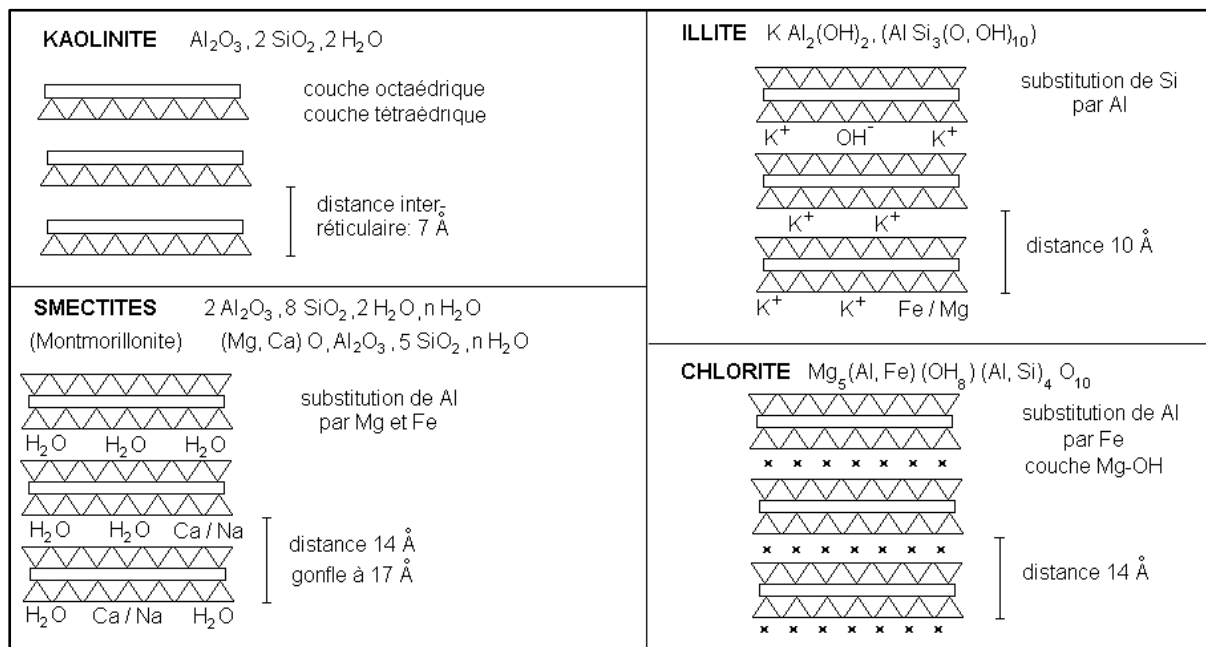 KAOLINITE Al₂O₃, 2 SiO₂, 2 H₂O
couche octaédrique
couche tétraédrique
distance inter-
réticulaire: 7 Å
SMECTITES 2 Al₂O₃, 8 SiO₂, 2 H₂O, n H₂O
(Montmorillonite) (Mg, Ca) O, Al₂O₃, 5 SiO₂, n H₂O
substitution de Al
par Mg et Fe
H₂O H₂O H₂O
H₂O H₂O Ca / Na
distance 14 Å
gonfle à 17 Å
H₂O Ca / Na H₂O
ILLITE K Al₂(OH)₂, (Al Si₃(O, OH)₁₀)
substitution de Si
par Al
K⁺ OH⁻ K⁺
K⁺ K⁺
distance 10 Å
K⁺ K⁺ Fe / Mg
CHLORITE Mg₅(Al, Fe) (OH₈) (Al, Si)₄ O₁₀
substitution de Al
par Fe
couche Mg-OH
distance 14 Å